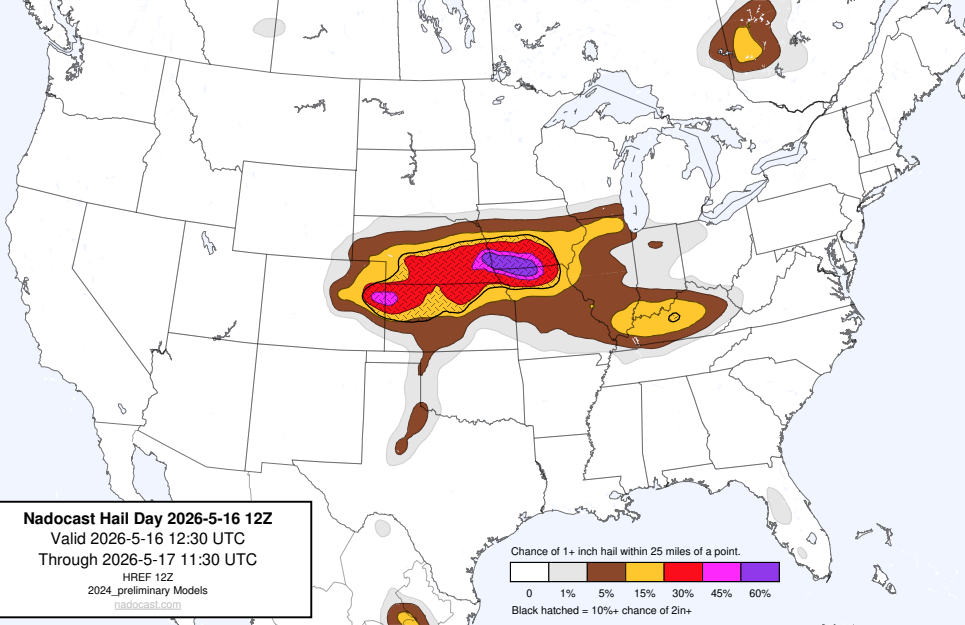 Nadocast Hail Day 2026-5-16 12Z
Valid 2026-5-16 12:30 UTC
Through 2026-5-17 11:30 UTC
HREF 12Z
2024_preliminary Models
nadocast.com
Chance of 1+ inch hail within 25 miles of a point.
0 1% 5% 15% 30% 45% 60%
Black hatched = 10%+ chance of 2in+